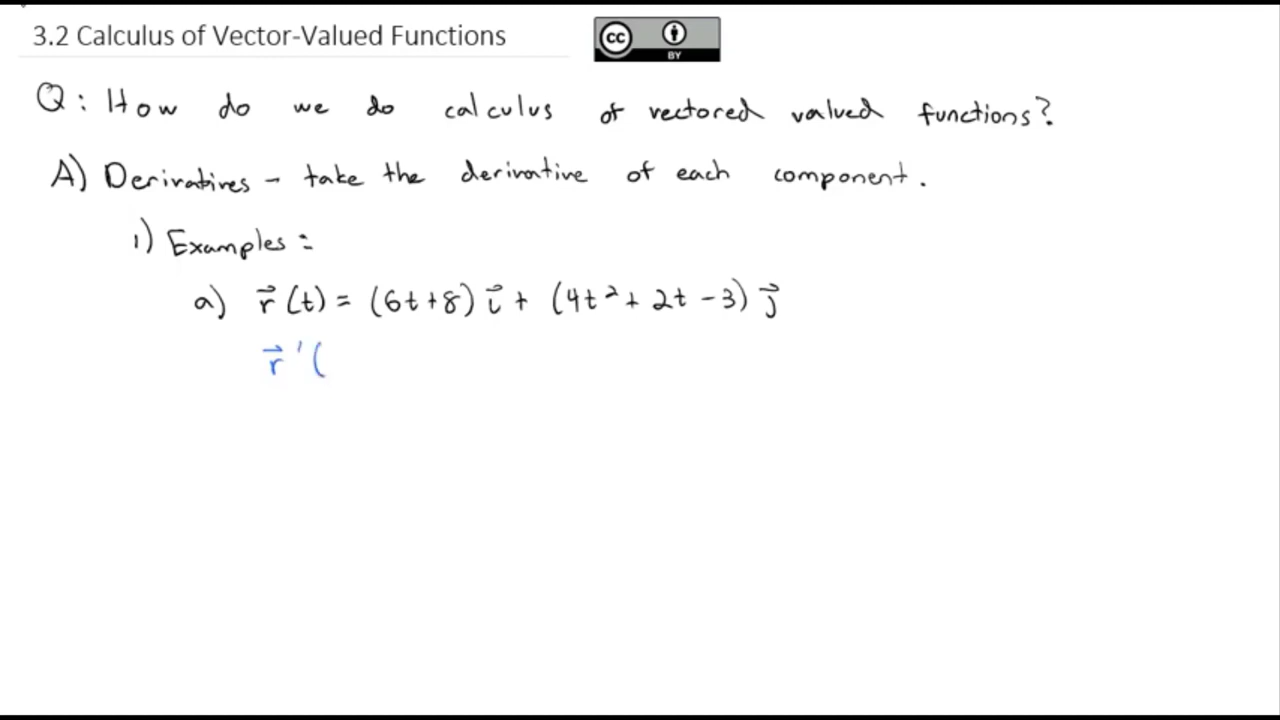 3.2 Calculus of Vector-Valued Functions
cc BY
Q: How do we do calculus of vectored valued functions?
A) Derivatives - take the derivative of each component.
1) Examples:
a) r⃗(t) = (6t+8) i⃗ + (4t² + 2t - 3) j⃗
r⃗ '(